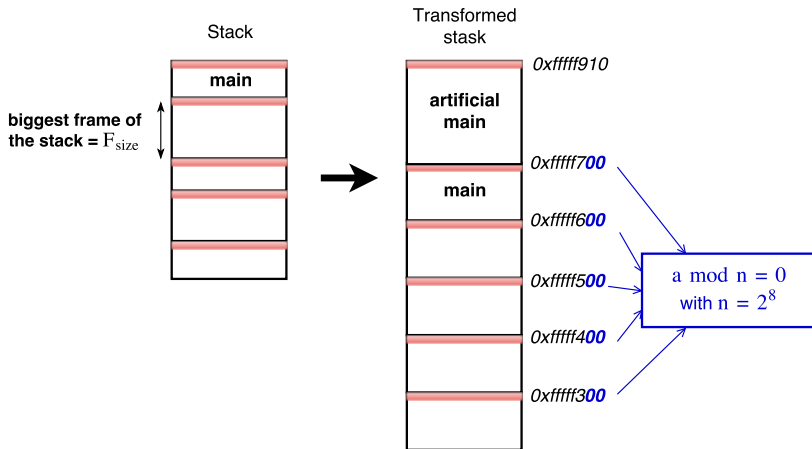 Stack
main
biggest frame of
the stack = F_size
Transformed
stask
0xfffff910
artificial
main
0xfffff700
main
0xfffff600
0xfffff500
0xfffff400
0xfffff300
a mod n = 0
with n = 2^8